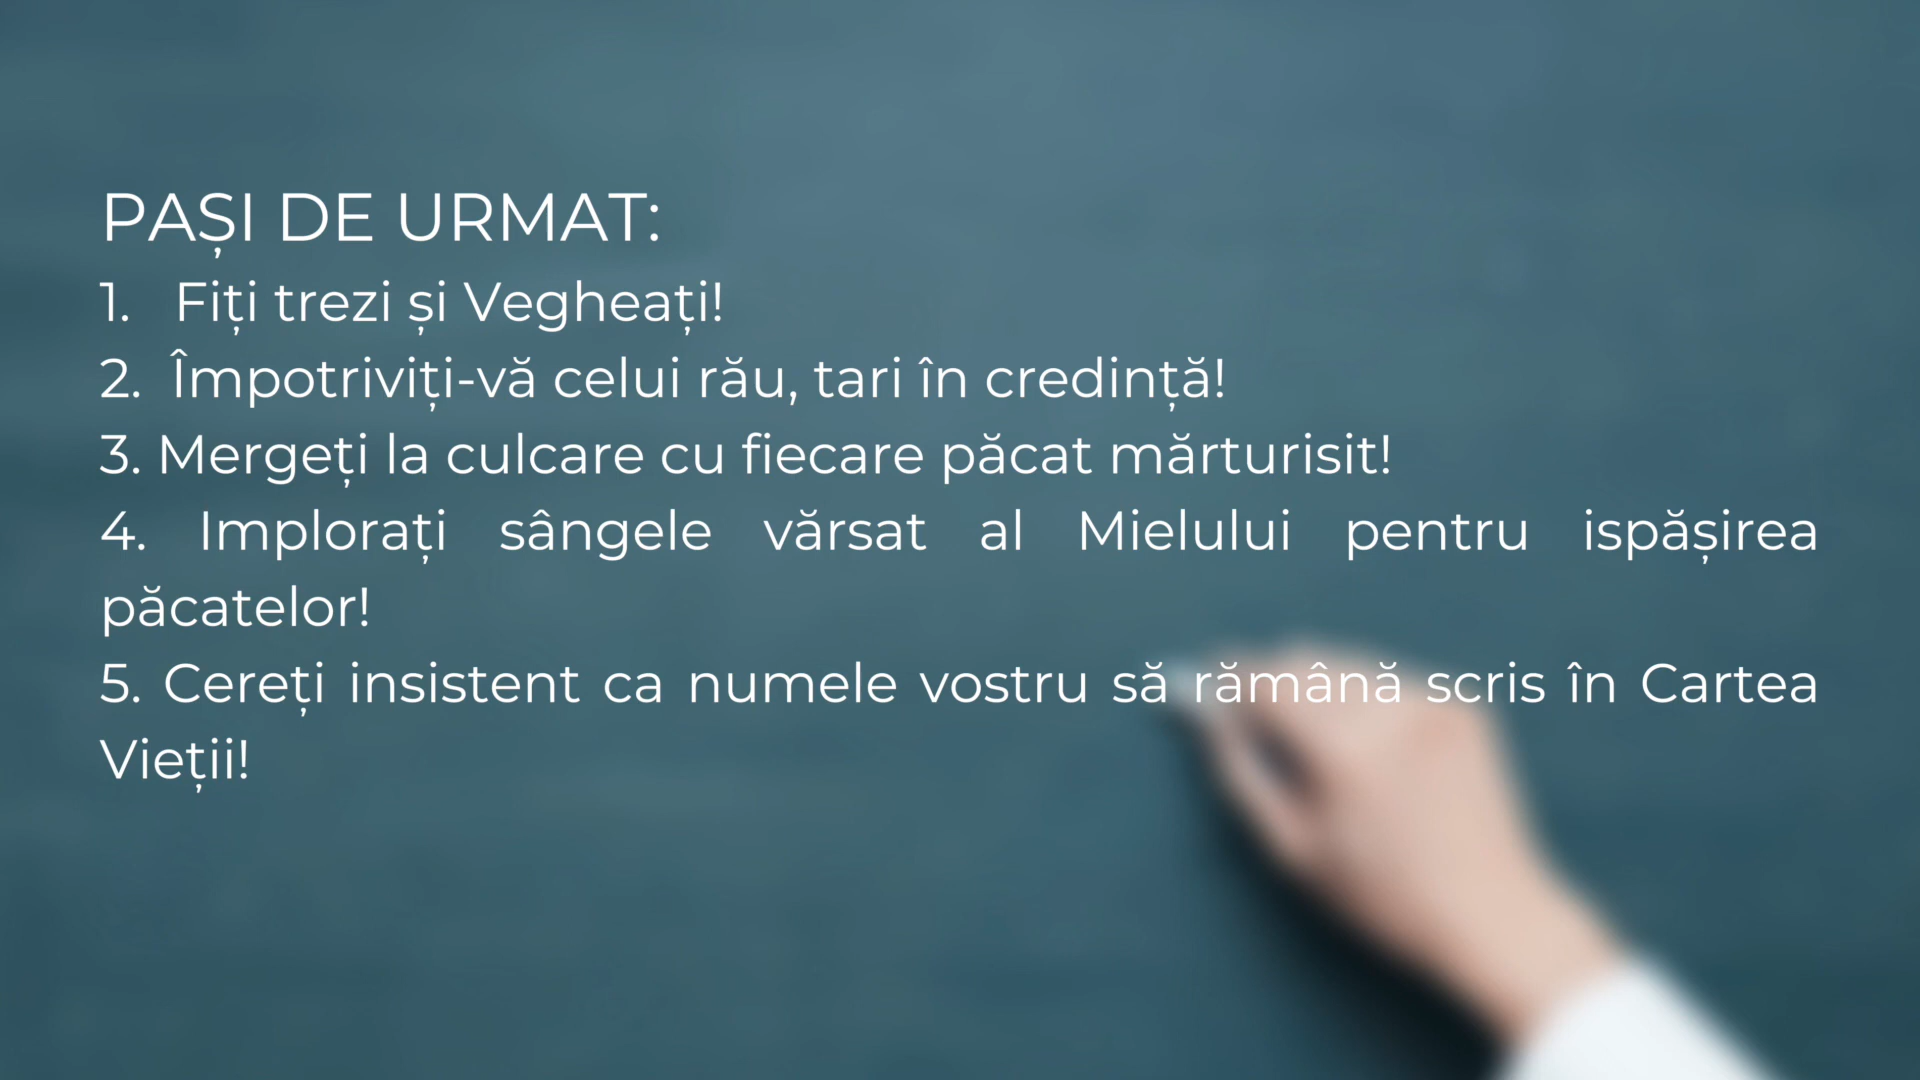 PAȘI DE URMAT:
1. Fiți trezi și Vegheați!
2. Împotriviți-vă celui rău, tari în credință!
3. Mergeți la culcare cu fiecare păcat mărturisit!
4. Implorați sângele vărsat al Mielului pentru ispășirea
păcatelor!
5. Cereți insistent ca numele vostru să rămână scris în Cartea
Vieții!